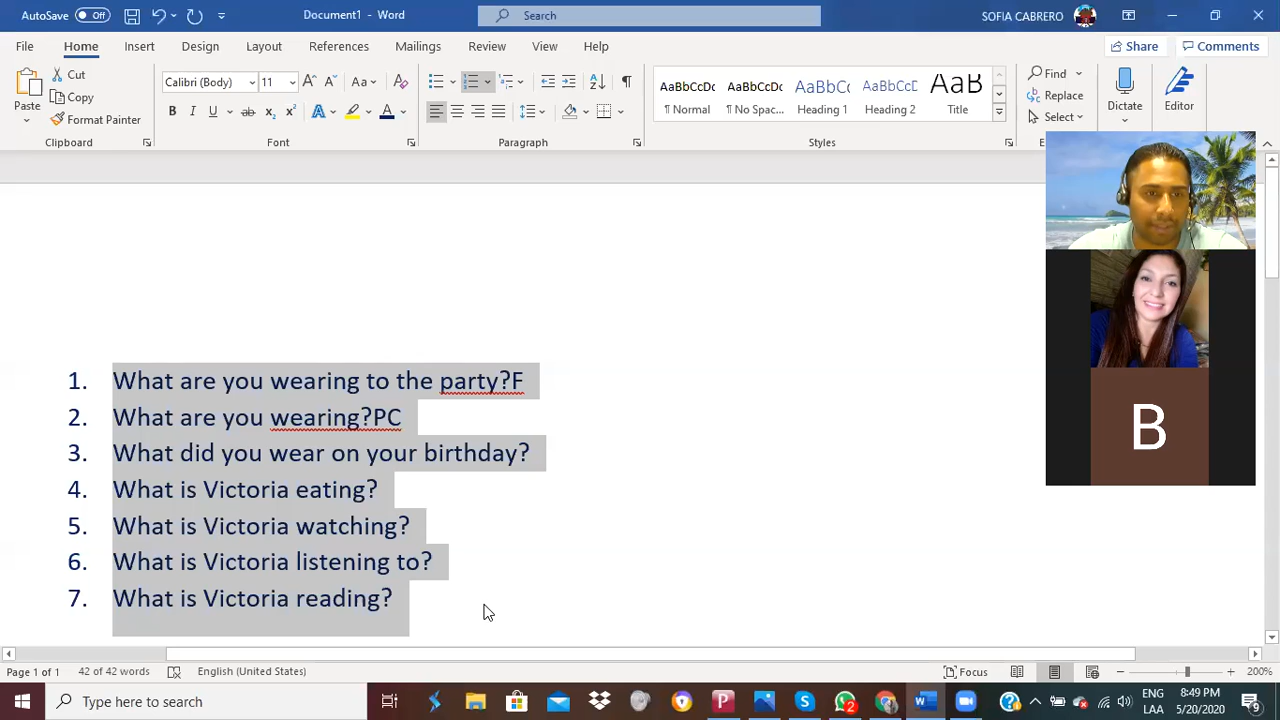 AutoSave Off Document1 - Word Search SOFIA CABRERO
File Home Insert Design Layout References Mailings Review View Help Share Comments
Paste Cut Copy Format Painter
Calibri (Body) 11 Aa
B I U ab x₂ x² A A
AaBbCcDc AaBbCcDc AaBbCc AaBbCcD AaB
¶ Normal ¶ No Spac... Heading 1 Heading 2 Title
Find Replace Select
Dictate Editor
Clipboard Font Paragraph Styles
1. What are you wearing to the party?F
2. What are you wearing?PC
3. What did you wear on your birthday?
4. What is Victoria eating?
5. What is Victoria watching?
6. What is Victoria listening to?
7. What is Victoria reading?
B
Page 1 of 1 42 of 42 words English (United States) Focus 200%
Type here to search
ENG 8:49 PM
LAA 5/20/2020